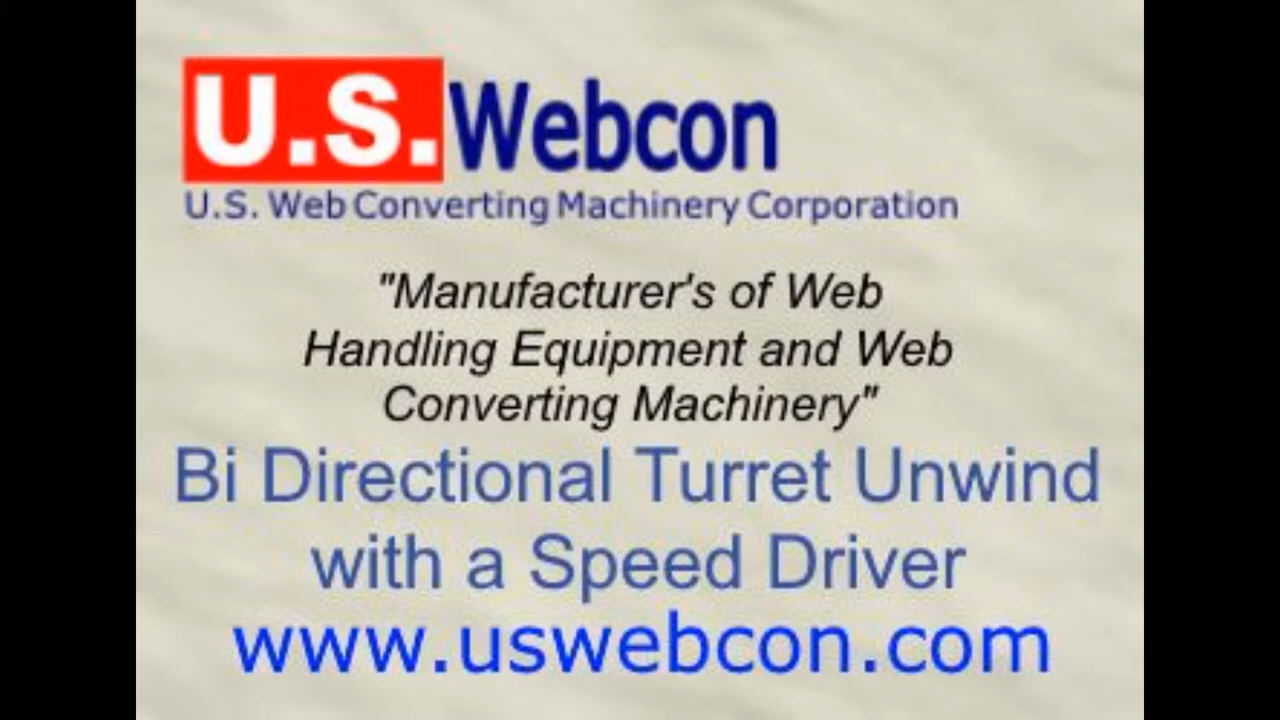 U.S. Webcon
U.S. Web Converting Machinery Corporation
"Manufacturer's of Web
Handling Equipment and Web
Converting Machinery"
Bi Directional Turret Unwind
with a Speed Driver
www.uswebcon.com